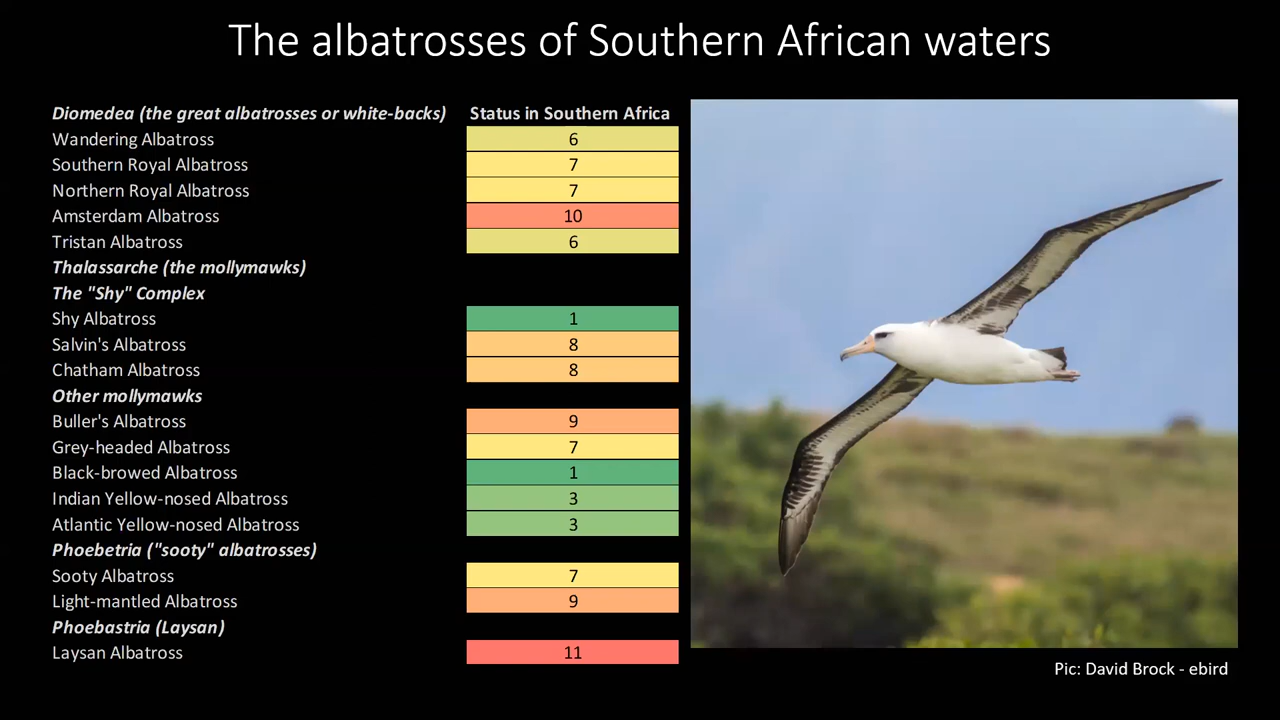 The albatrosses of Southern African waters
Diomedea (the great albatrosses or white-backs) Status in Southern Africa
Wandering Albatross 6
Southern Royal Albatross 7
Northern Royal Albatross 7
Amsterdam Albatross 10
Tristan Albatross 6
Thalassarche (the mollymawks)
The "Shy" Complex
Shy Albatross 1
Salvin's Albatross 8
Chatham Albatross 8
Other mollymawks
Buller's Albatross 9
Grey-headed Albatross 7
Black-browed Albatross 1
Indian Yellow-nosed Albatross 3
Atlantic Yellow-nosed Albatross 3
Phoebetria ("sooty" albatrosses)
Sooty Albatross 7
Light-mantled Albatross 9
Phoebastria (Laysan)
Laysan Albatross 11
Pic: David Brock - ebird